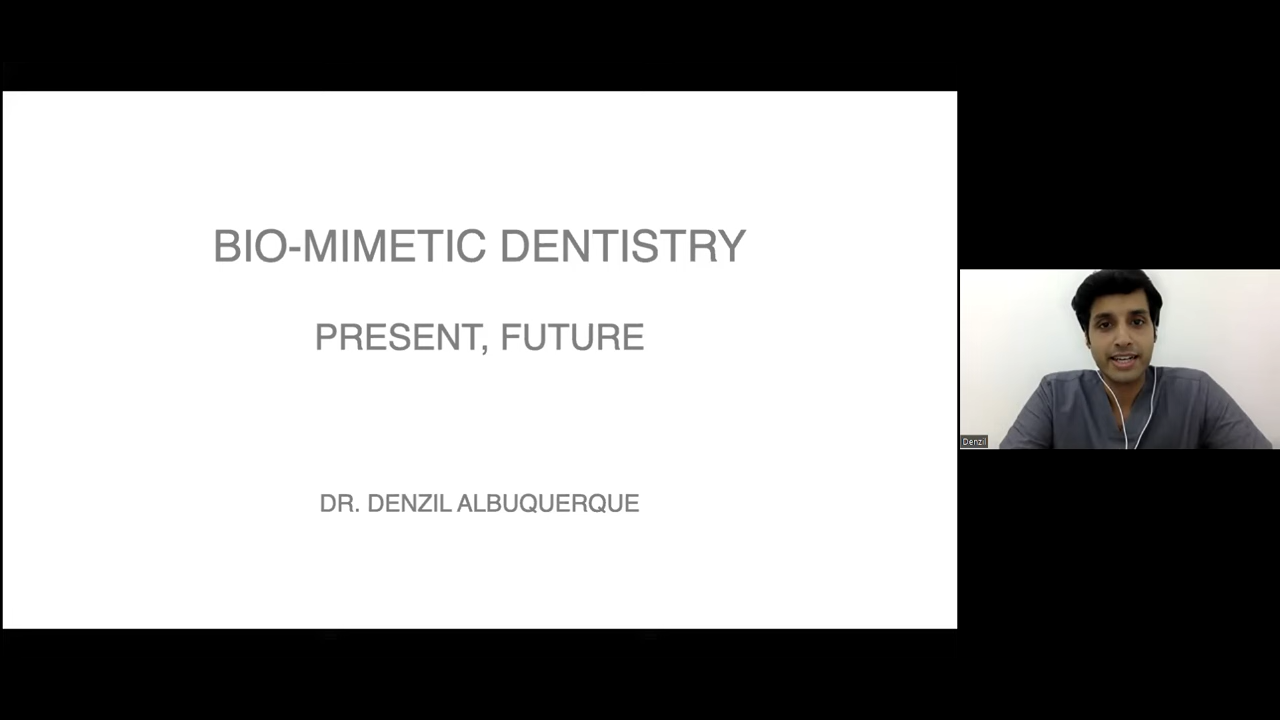 BIO-MIMETIC DENTISTRY
PRESENT, FUTURE
DR. DENZIL ALBUQUERQUE
Denzil